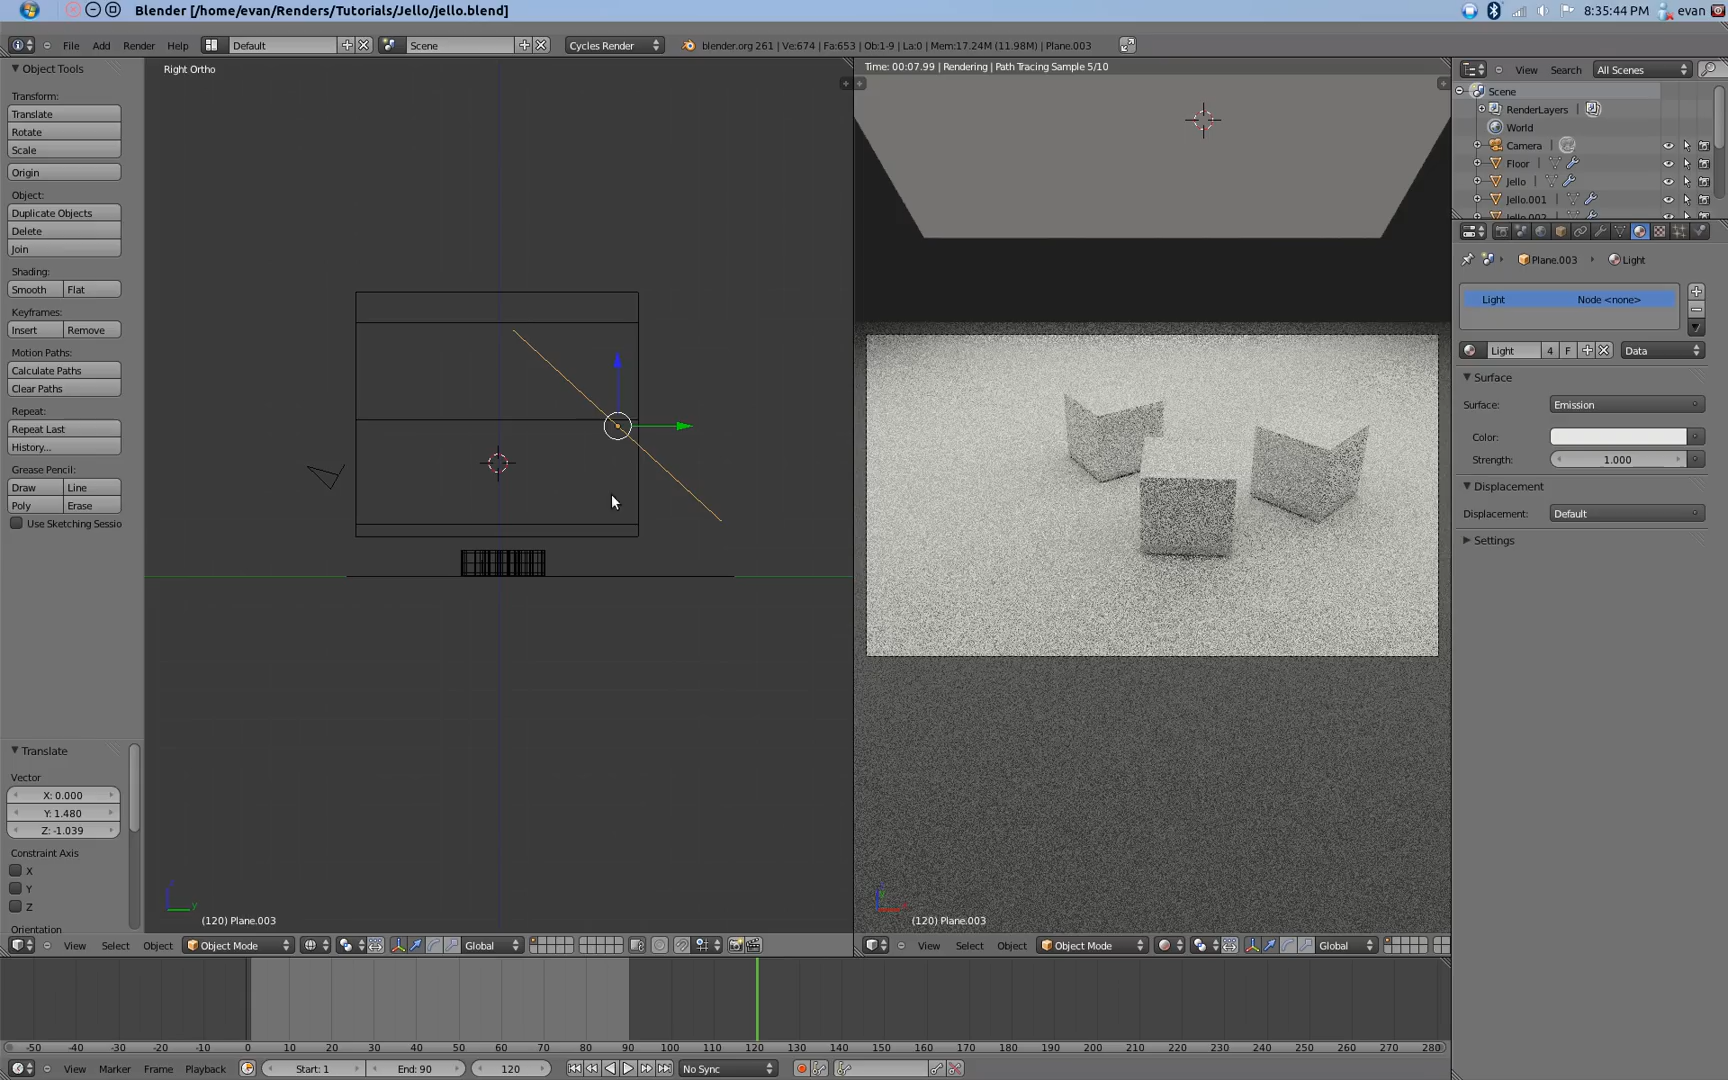 Blender [/home/evan/Renders/Tutorials/Jello/jello.blend]
8:35:44 PM
evan
File
Add
Render
Help
Default
Scene
Cycles Render
blender.org 261 | Ve:674 | Fa:653 | Ob:1-9 | La:0 | Mem:17.24M (11.98M) | Plane.003
Object Tools
Transform:
Translate
Rotate
Scale
Origin
Object:
Duplicate Objects
Delete
Join
Shading:
Smooth
Flat
Keyframes:
Insert
Remove
Motion Paths:
Calculate Paths
Clear Paths
Repeat:
Repeat Last
History...
Grease Pencil:
Draw
Line
Poly
Erase
Use Sketching Sessio
Translate
Vector
X: 0.000
Y: 1.480
Z: -1.039
Constraint Axis
X
Y
Z
Orientation
Right Ortho
(120) Plane.003
View
Select
Object
Object Mode
Global
Time: 00:07.99 | Rendering | Path Tracing Sample 5/10
(120) Plane.003
View
Select
Object
Object Mode
Global
View
Search
All Scenes
Scene
RenderLayers
World
Camera
Floor
Jello
Jello.001
Jello.002
Plane.003
Light
Light
Node <none>
Light
4
F
Data
Surface
Surface:
Emission
Color:
Strength:
1.000
Displacement
Displacement:
Default
Settings
-50 -40 -30 -20 -10 0 10 20 30 40 50 60 70 80 90 100 110 120 130 140 150 160 170 180 190 200 210 220 230 240 250 260 270 280
View
Marker
Frame
Playback
Start: 1
End: 90
120
No Sync